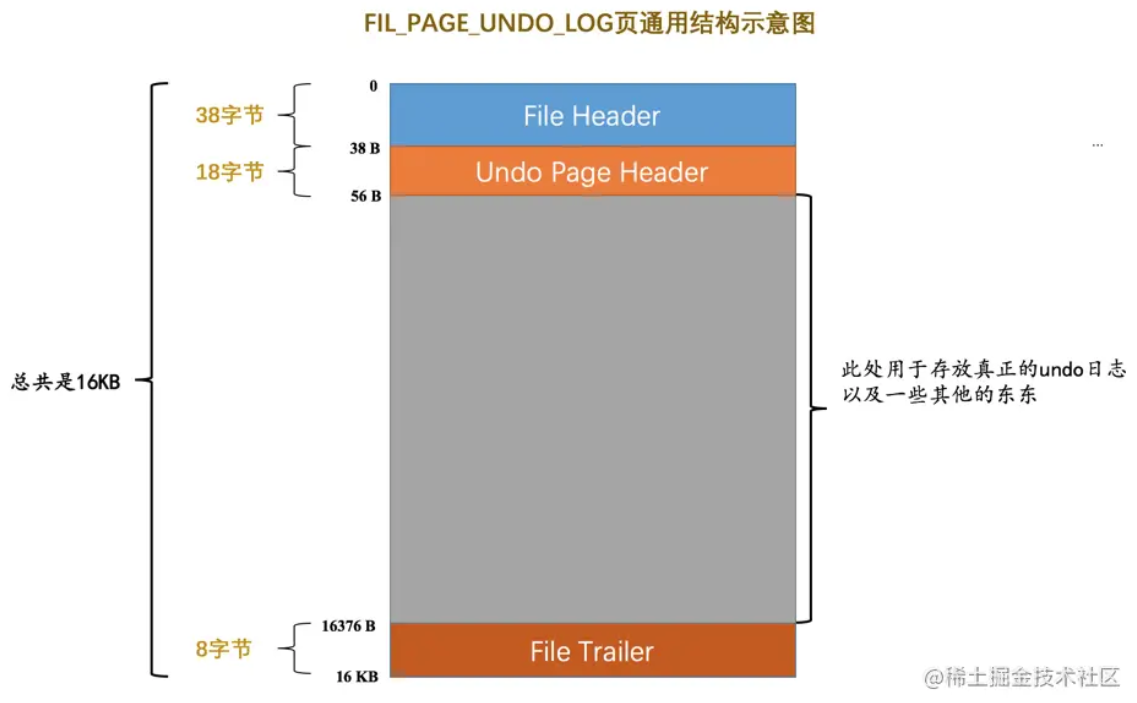 FIL_PAGE_UNDO_LOG页通用结构示意图
0
38字节
File Header
38 B
...
18字节
Undo Page Header
56 B
总共是16KB
此处用于存放真正的undo日志
以及一些其他的东东
16376 B
8字节
File Trailer
16 KB
@稀土掘金技术社区